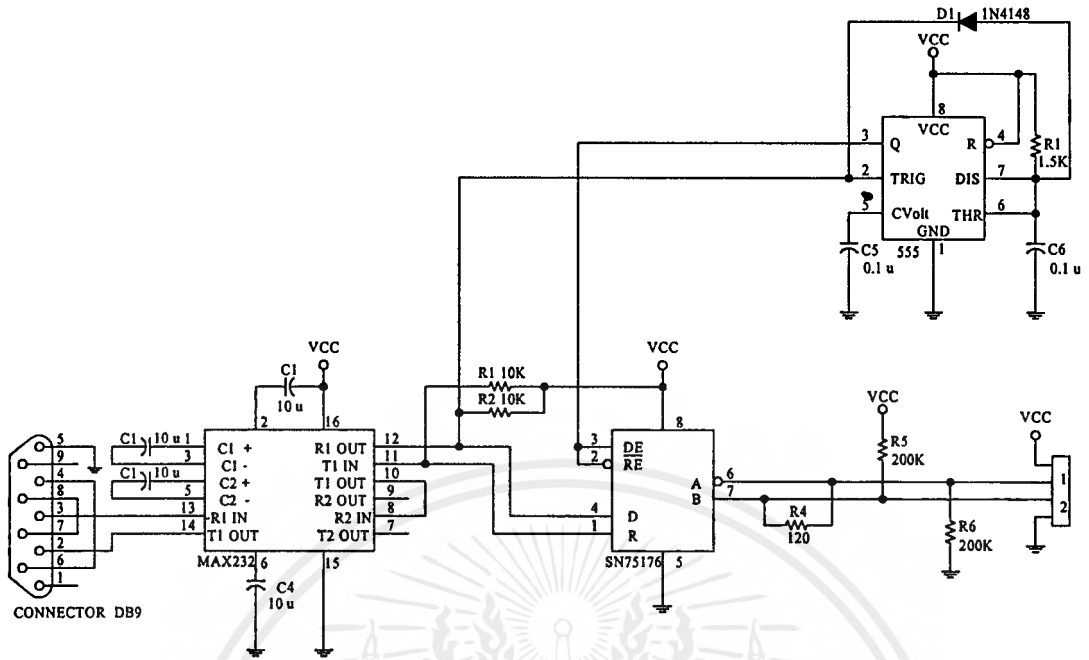 D1 1N4148
VCC
8
VCC
3 Q
R 4
R1
1.5K
2 TRIG
DIS 7
5 CVolt
THR 6
GND
C5
0.1 u
555
1
C6
0.1 u
VCC
C1
10 u
2
16
R1 10K
R2 10K
VCC
8
VCC
R5
200K
VCC
5
9
4
8
3
7
2
6
1
CONNECTOR DB9
C1 10 u
1
3
C1 10 u
5
13
14
C1 +
C1 -
C2 +
C2 -
R1 IN
T1 OUT
R1 OUT
T1 IN
T1 OUT
R2 OUT
R2 IN
T2 OUT
12
11
10
9
8
7
MAX232
6
15
C4
10 u
3 DE
2 RE
4 D
1 R
A 6
B 7
SN75176
5
R4
120
R6
200K
1
2